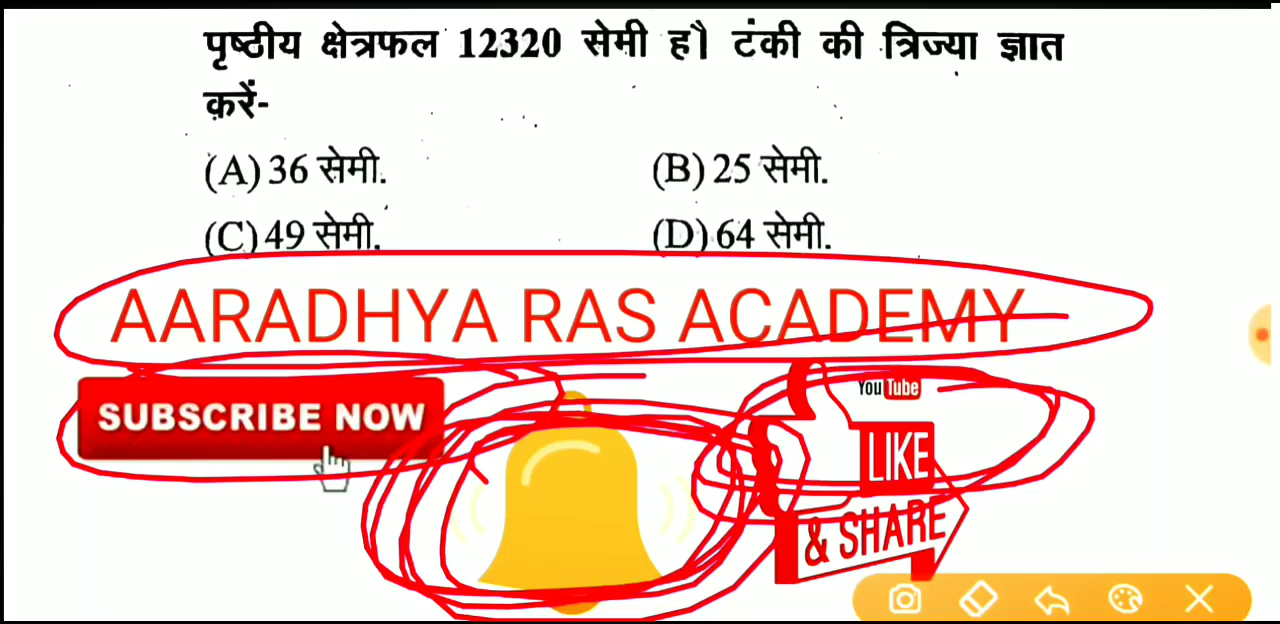 पृष्ठीय क्षेत्रफल 12320 सेमी है। टंकी की त्रिज्या ज्ञात
करें-
(A) 36 सेमी. (B) 25 सेमी.
(C) 49 सेमी. (D) 64 सेमी.
AARADHYA RAS ACADEMY
SUBSCRIBE NOW
YouTube
LIKE
& SHARE